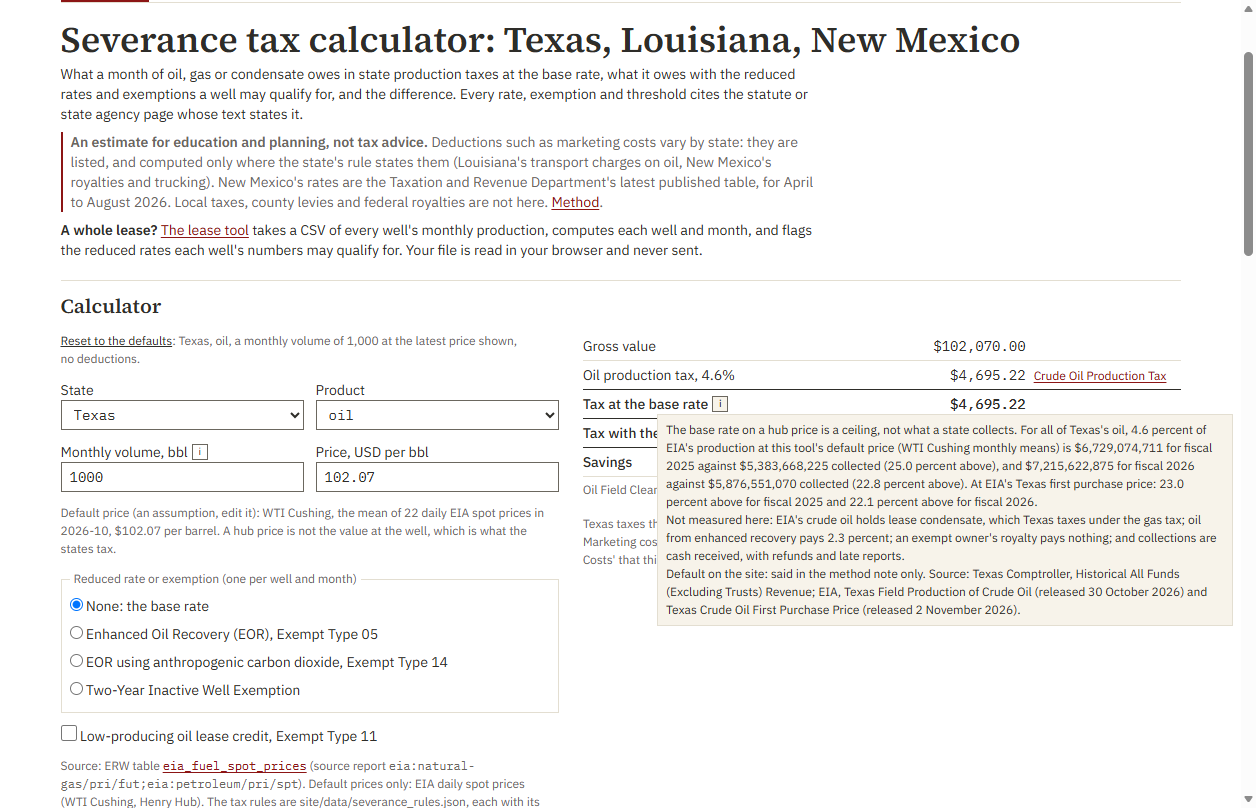 Severance tax calculator: Texas, Louisiana, New Mexico
What a month of oil, gas or condensate owes in state production taxes at the base rate, what it owes with the reduced
rates and exemptions a well may qualify for, and the difference. Every rate, exemption and threshold cites the statute or
state agency page whose text states it.
An estimate for education and planning, not tax advice. Deductions such as marketing costs vary by state: they are
listed, and computed only where the state's rule states them (Louisiana's transport charges on oil, New Mexico's
royalties and trucking). New Mexico's rates are the Taxation and Revenue Department's latest published table, for April
to August 2026. Local taxes, county levies and federal royalties are not here. Method.
A whole lease? The lease tool takes a CSV of every well's monthly production, computes each well and month, and flags
the reduced rates each well's numbers may qualify for. Your file is read in your browser and never sent.
Calculator
Reset to the defaults: Texas, oil, a monthly volume of 1,000 at the latest price shown,
no deductions.
State
Product
Texas
oil
Monthly volume, bbl i
Price, USD per bbl
1000
102.07
Default price (an assumption, edit it): WTI Cushing, the mean of 22 daily EIA spot prices in
2026-10, $102.07 per barrel. A hub price is not the value at the well, which is what the
states tax.
Reduced rate or exemption (one per well and month)
None: the base rate
Enhanced Oil Recovery (EOR), Exempt Type 05
EOR using anthropogenic carbon dioxide, Exempt Type 14
Two-Year Inactive Well Exemption
Low-producing oil lease credit, Exempt Type 11
Source: ERW table eia_fuel_spot_prices (source report eia:natural-
gas/pri/fut;eia:petroleum/pri/spt). Default prices only: EIA daily spot prices
(WTI Cushing, Henry Hub). The tax rules are site/data/severance_rules.json, each with its
Gross value $102,070.00
Oil production tax, 4.6% $4,695.22 Crude Oil Production Tax
Tax at the base rate i $4,695.22
Tax with the
Savings
Oil Field Clean
Texas taxes th
Marketing cos
Costs' that thi
The base rate on a hub price is a ceiling, not what a state collects. For all of Texas's oil, 4.6 percent of
EIA's production at this tool's default price (WTI Cushing monthly means) is $6,729,074,711 for fiscal
2025 against $5,383,668,225 collected (25.0 percent above), and $7,215,622,875 for fiscal 2026
against $5,876,551,070 collected (22.8 percent above). At EIA's Texas first purchase price: 23.0
percent above for fiscal 2025 and 22.1 percent above for fiscal 2026.
Not measured here: EIA's crude oil holds lease condensate, which Texas taxes under the gas tax; oil
from enhanced recovery pays 2.3 percent; an exempt owner's royalty pays nothing; and collections are
cash received, with refunds and late reports.
Default on the site: said in the method note only. Source: Texas Comptroller, Historical All Funds
(Excluding Trusts) Revenue; EIA, Texas Field Production of Crude Oil (released 30 October 2026) and
Texas Crude Oil First Purchase Price (released 2 November 2026).